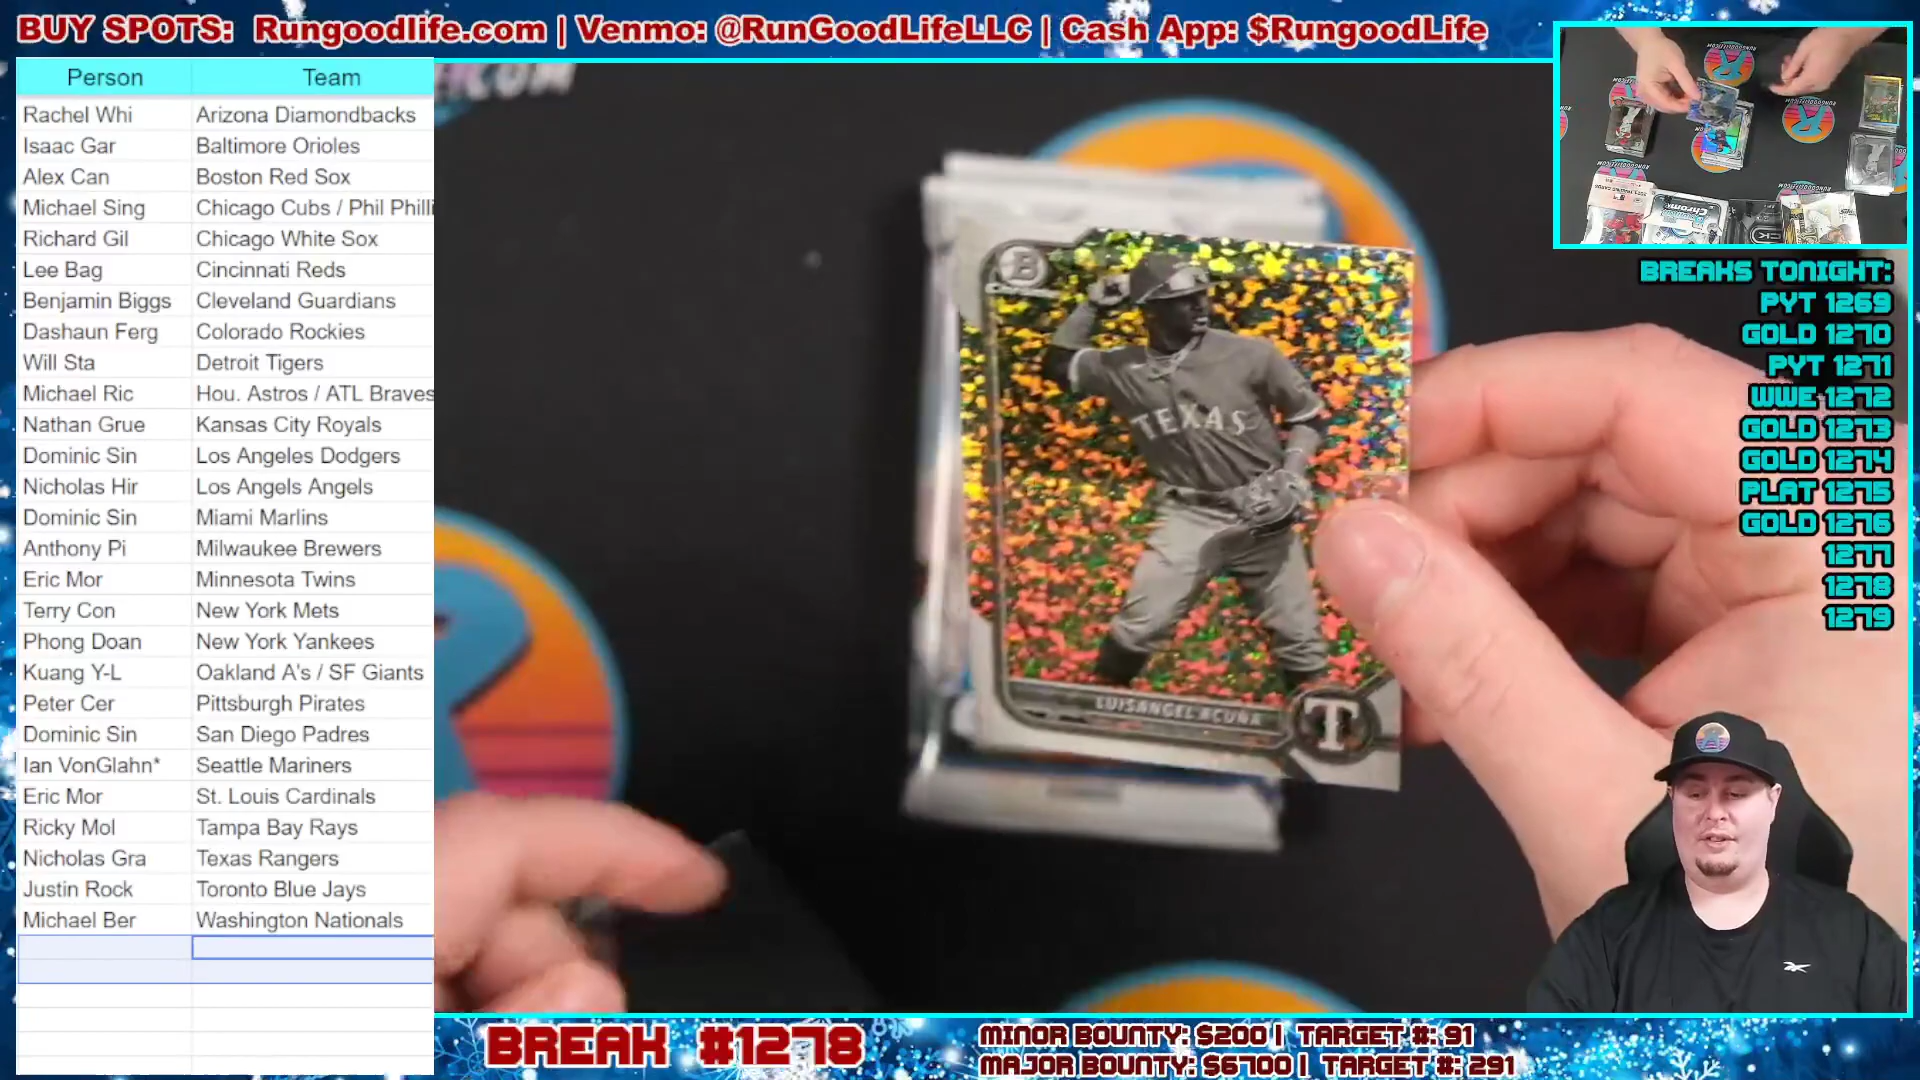 BUY SPOTS: Rungoodlife.com | Venmo: @RunGoodLifeLLC | Cash App: $RungoodLife
Person Team
Rachel Whi Arizona Diamondbacks
Isaac Gar Baltimore Orioles
Alex Can Boston Red Sox
Michael Sing Chicago Cubs / Phil Philli
Richard Gil Chicago White Sox
Lee Bag Cincinnati Reds
Benjamin Biggs Cleveland Guardians
Dashaun Ferg Colorado Rockies
Will Sta Detroit Tigers
Michael Ric Hou. Astros / ATL Braves
Nathan Grue Kansas City Royals
Dominic Sin Los Angeles Dodgers
Nicholas Hir Los Angels Angels
Dominic Sin Miami Marlins
Anthony Pi Milwaukee Brewers
Eric Mor Minnesota Twins
Terry Con New York Mets
Phong Doan New York Yankees
Kuang Y-L Oakland A's / SF Giants
Peter Cer Pittsburgh Pirates
Dominic Sin San Diego Padres
Ian VonGlahn* Seattle Mariners
Eric Mor St. Louis Cardinals
Ricky Mol Tampa Bay Rays
Nicholas Gra Texas Rangers
Justin Rock Toronto Blue Jays
Michael Ber Washington Nationals
.COM
B
TEXAS
LUISANGEL ACUÑA
T
Chrome
BREAKS TONIGHT:
PYT 1269
GOLD 1270
PYT 1271
WWE 1272
GOLD 1273
GOLD 1274
PLAT 1275
GOLD 1276
1277
1278
1279
BREAK #1278
MINOR BOUNTY: $200 | TARGET #: 91
MAJOR BOUNTY: $6700 | TARGET #: 291